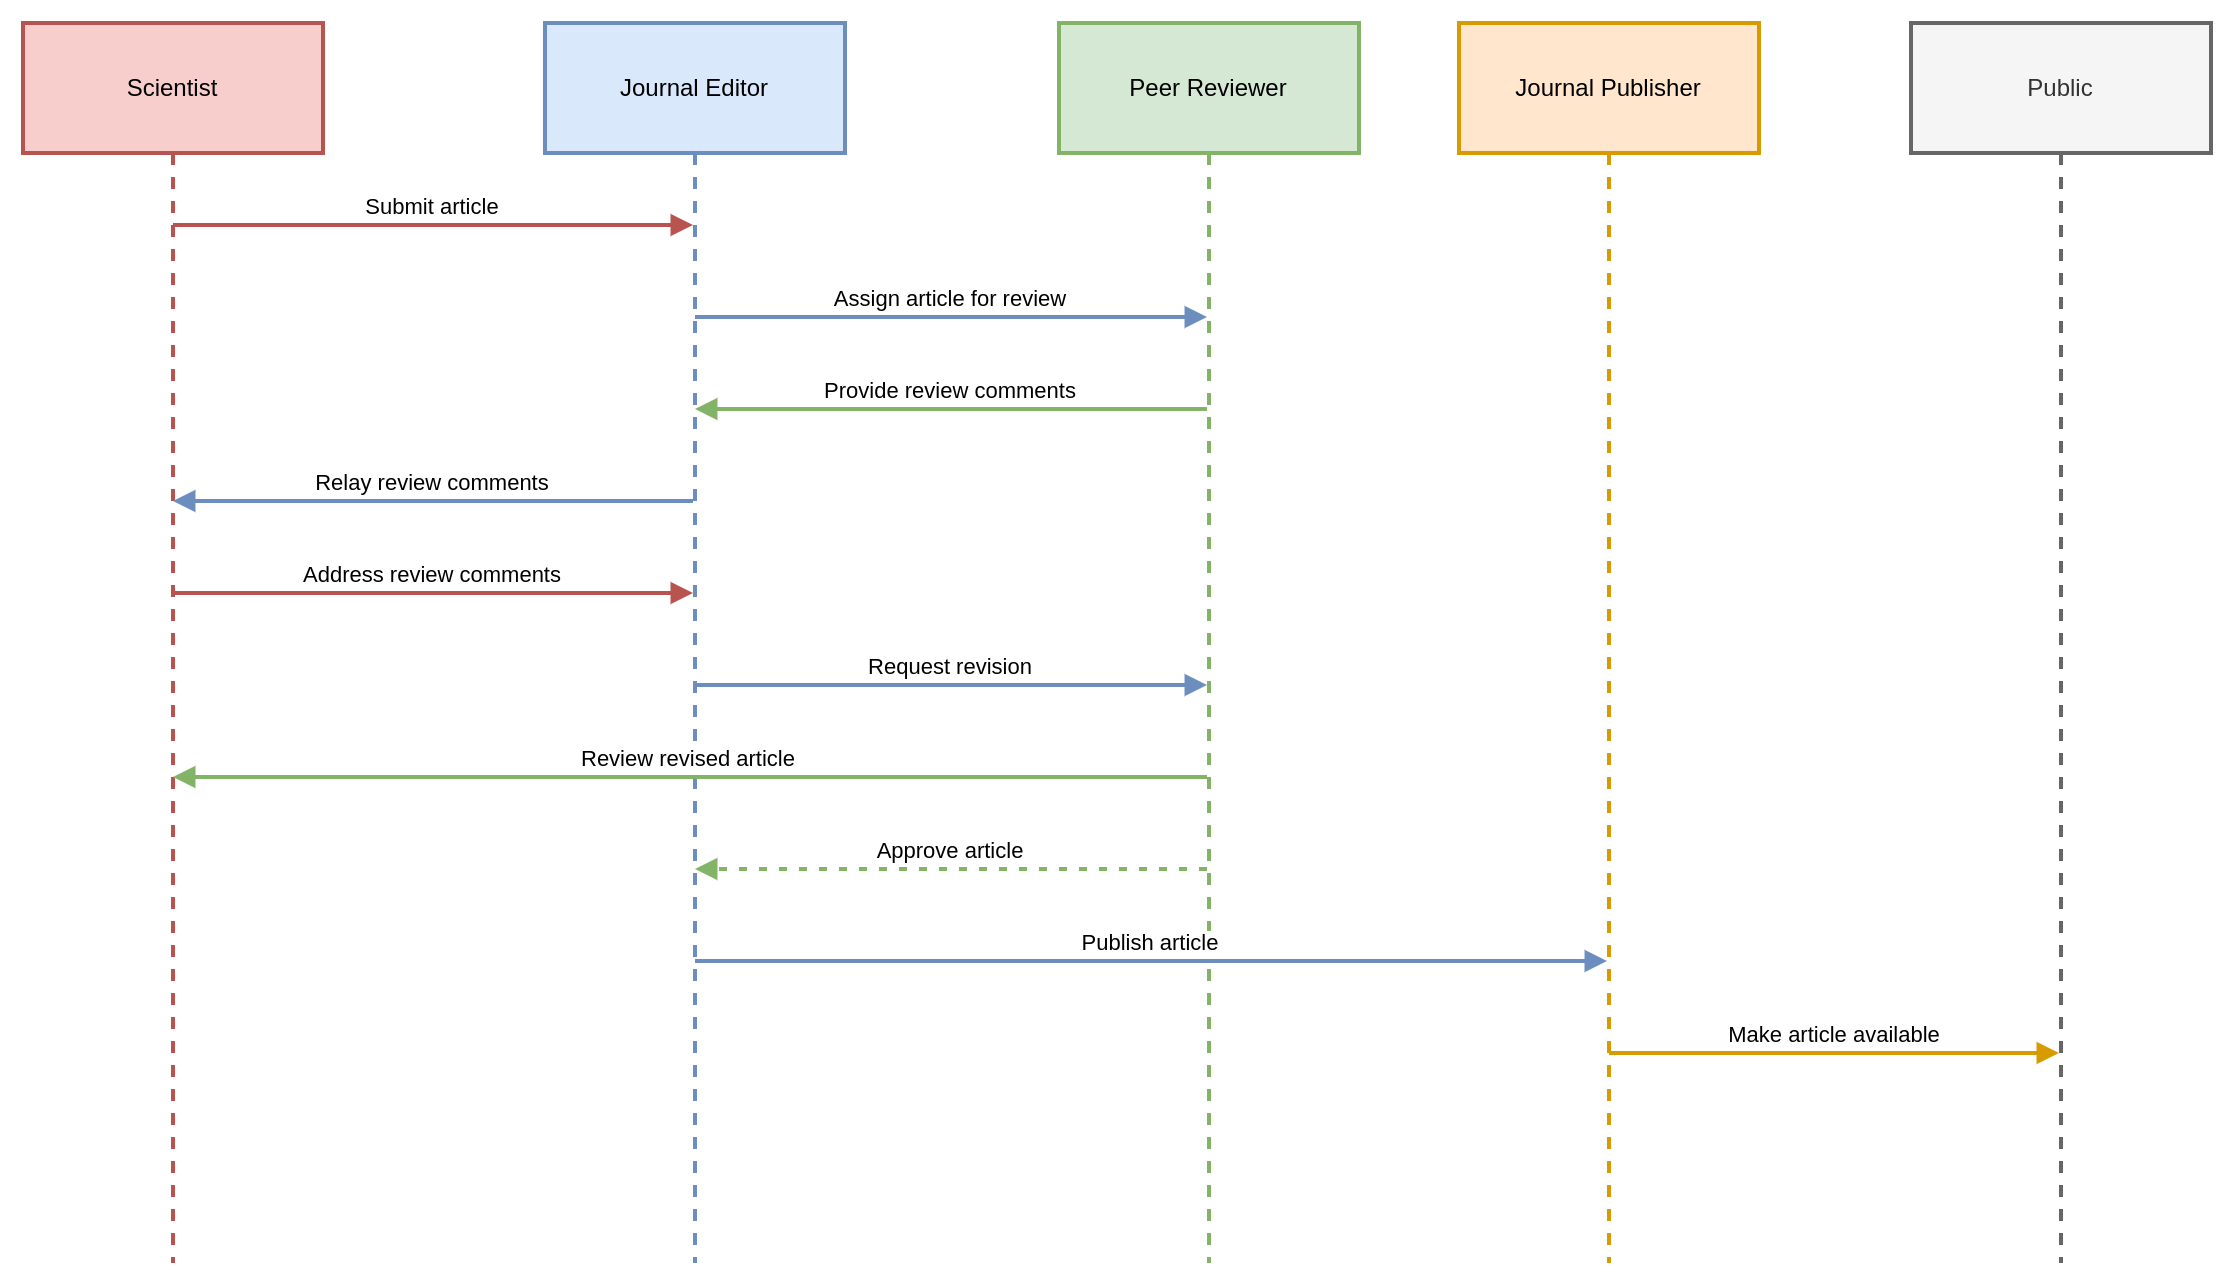 Scientist
Journal Editor
Peer Reviewer
Journal Publisher
Public
Submit article
Assign article for review
Provide review comments
Relay review comments
Address review comments
Request revision
Review revised article
Approve article
Publish article
Make article available